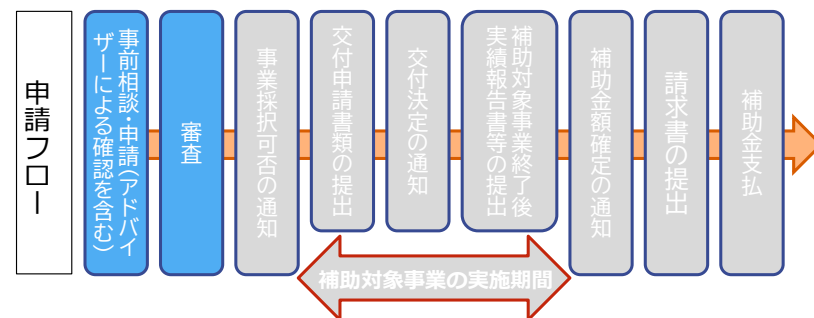 申請フロー
事前相談・申請(アドバイ
ザーによる確認を含む)
審査
事業採択可否の通知
交付申請書類の提出
交付決定の通知
補助対象事業終了後
実績報告書等の提出
補助金額確定の通知
請求書の提出
補助金支払
補助対象事業の実施期間